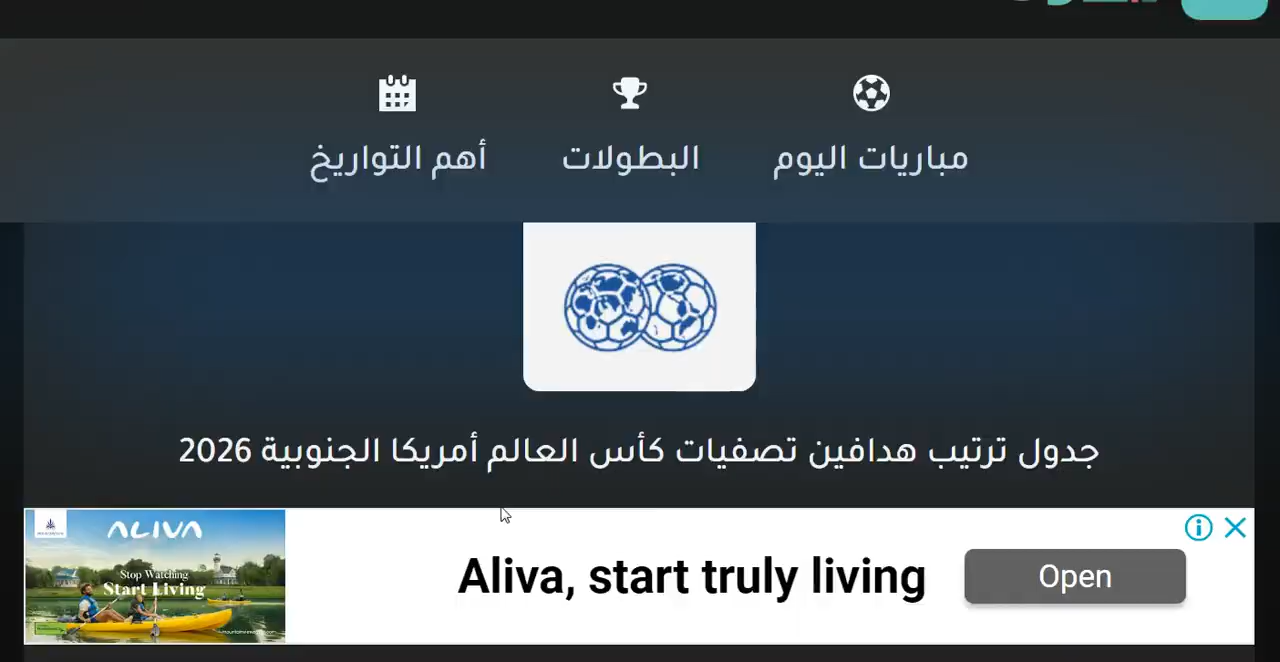 مباريات اليوم
البطولات
أهم التواريخ
جدول ترتيب هدافين تصفيات كأس العالم أمريكا الجنوبية 2026
ALIVA
Stop Watching
Start Living
Aliva, start truly living
Open